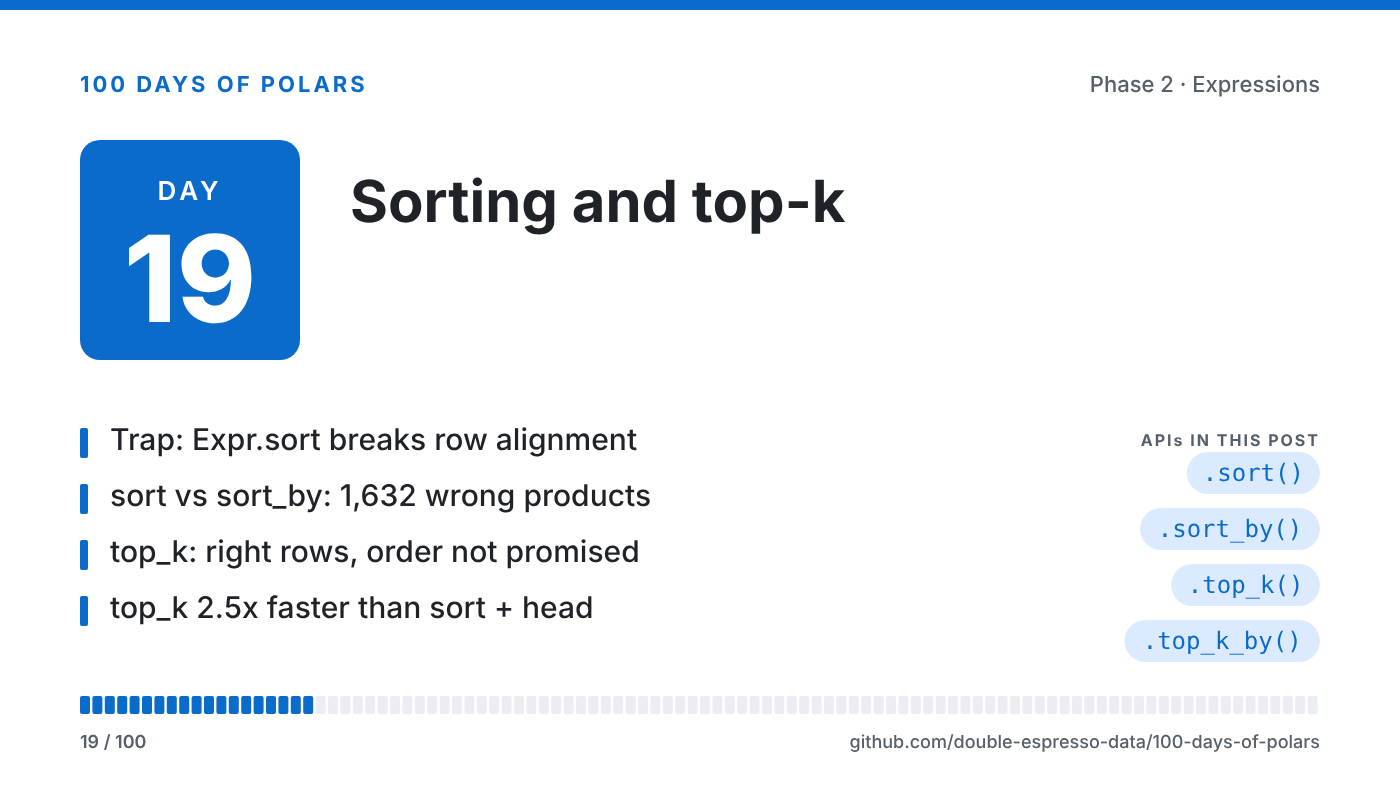 100 DAYS OF POLARS
Phase 2 · Expressions
DAY
19
Sorting and top-k
Trap: Expr.sort breaks row alignment
sort vs sort_by: 1,632 wrong products
top_k: right rows, order not promised
top_k 2.5x faster than sort + head
APIs IN THIS POST
.sort()
.sort_by()
.top_k()
.top_k_by()
19 / 100
github.com/double-espresso-data/100-days-of-polars